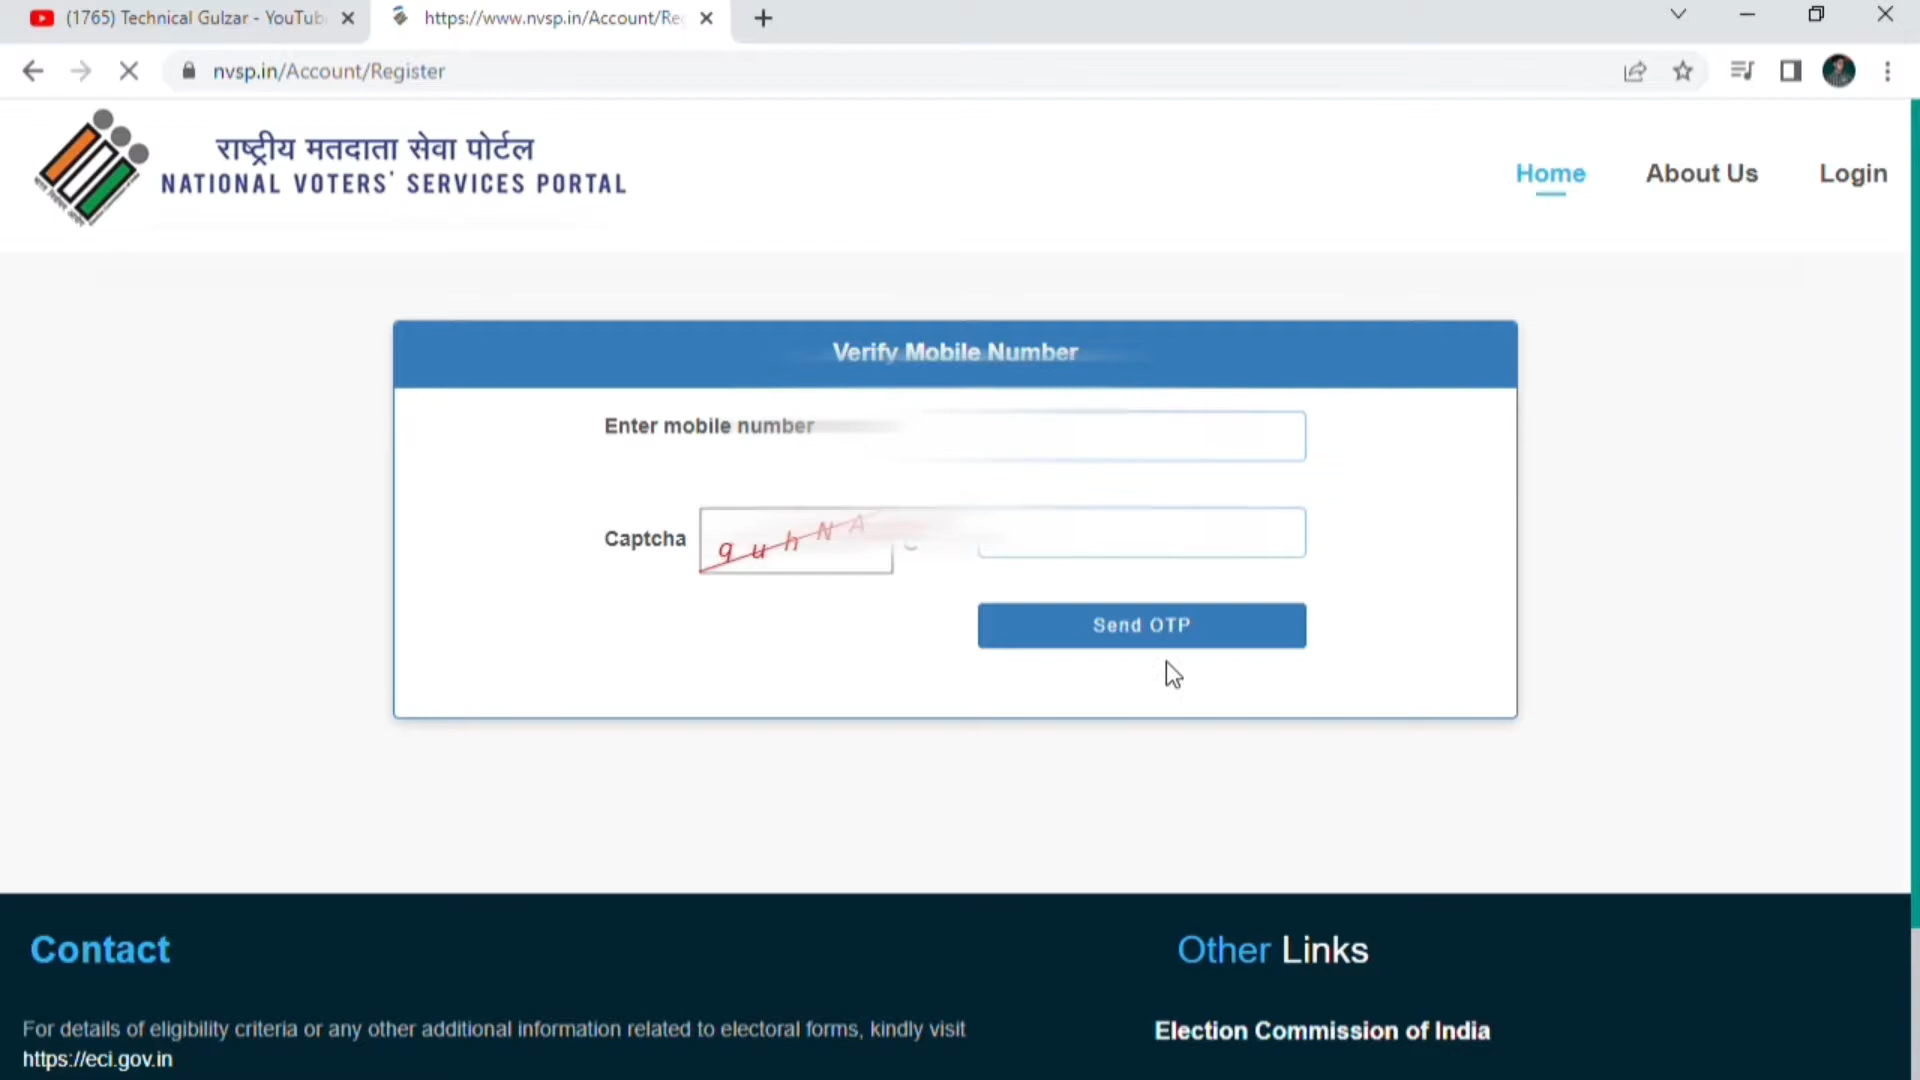 (1765) Technical Gulzar - YouTub
https://www.nvsp.in/Account/Re
nvsp.in/Account/Register
राष्ट्रीय मतदाता सेवा पोर्टल
NATIONAL VOTERS' SERVICES PORTAL
Home
About Us
Login
Verify Mobile Number
Enter mobile number
Captcha
q u h N A
Send OTP
Contact
Other Links
For details of eligibility criteria or any other additional information related to electoral forms, kindly visit
https://eci.gov.in
Election Commission of India